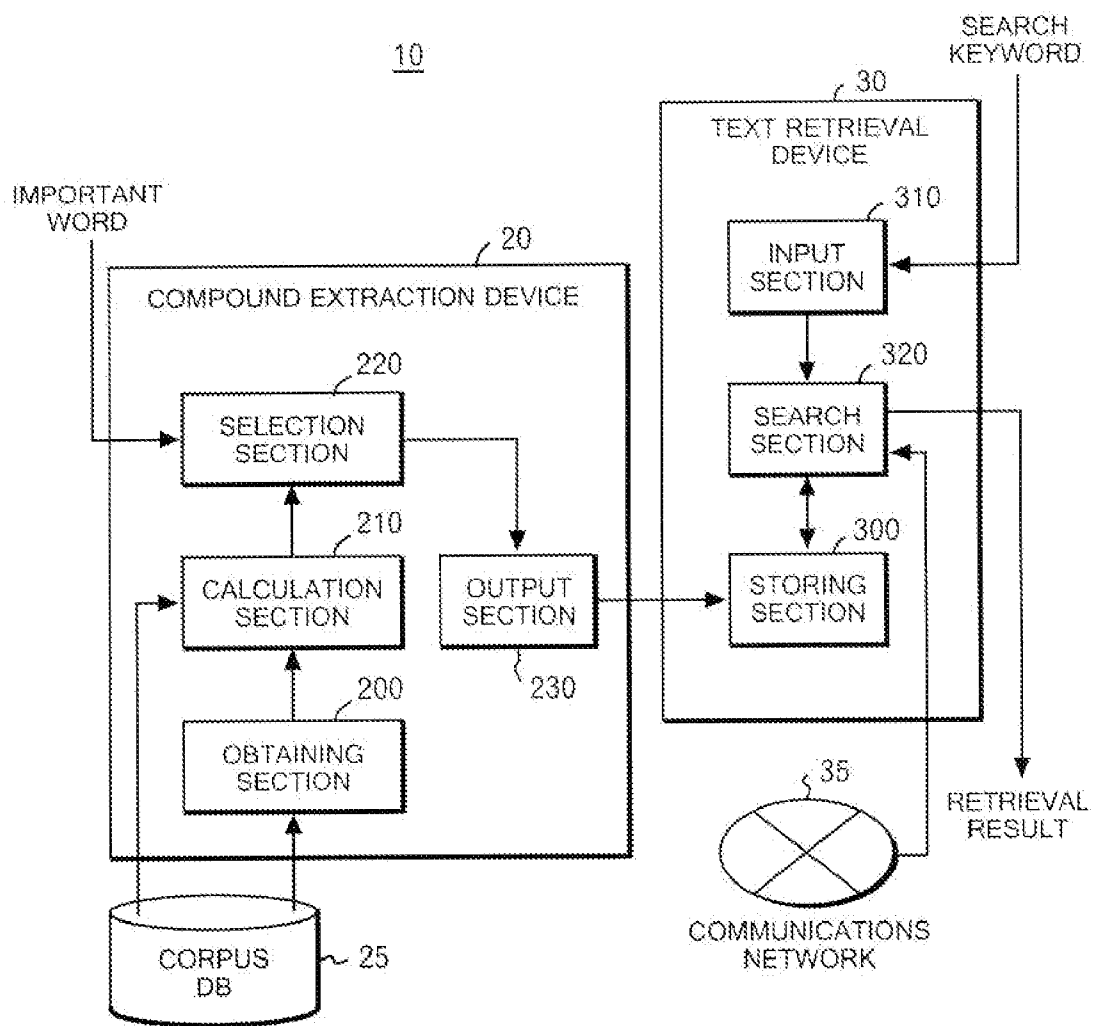 10
SEARCH
KEYWORD
30
TEXT RETRIEVAL
DEVICE
IMPORTANT
WORD
310
INPUT
SECTION
20
COMPOUND EXTRACTION DEVICE
320
SEARCH
SECTION
220
SELECTION
SECTION
210
CALCULATION
SECTION
OUTPUT
SECTION
230
300
STORING
SECTION
200
OBTAINING
SECTION
35
RETRIEVAL
RESULT
COMMUNICATIONS
NETWORK
CORPUS
DB
25